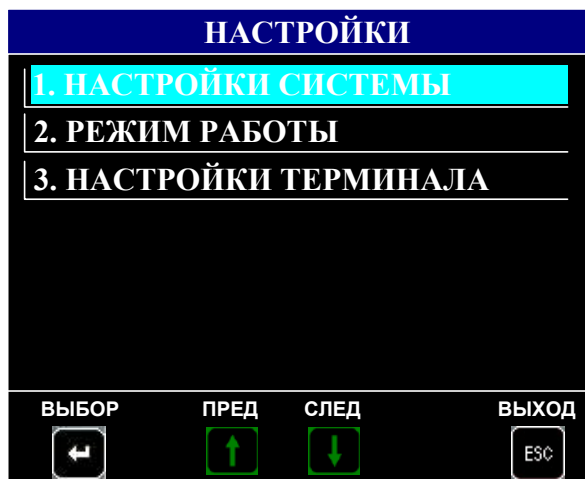 НАСТРОЙКИ
1. НАСТРОЙКИ СИСТЕМЫ
2. РЕЖИМ РАБОТЫ
3. НАСТРОЙКИ ТЕРМИНАЛА
ВЫБОР ПРЕД СЛЕД ВЫХОД
ESC